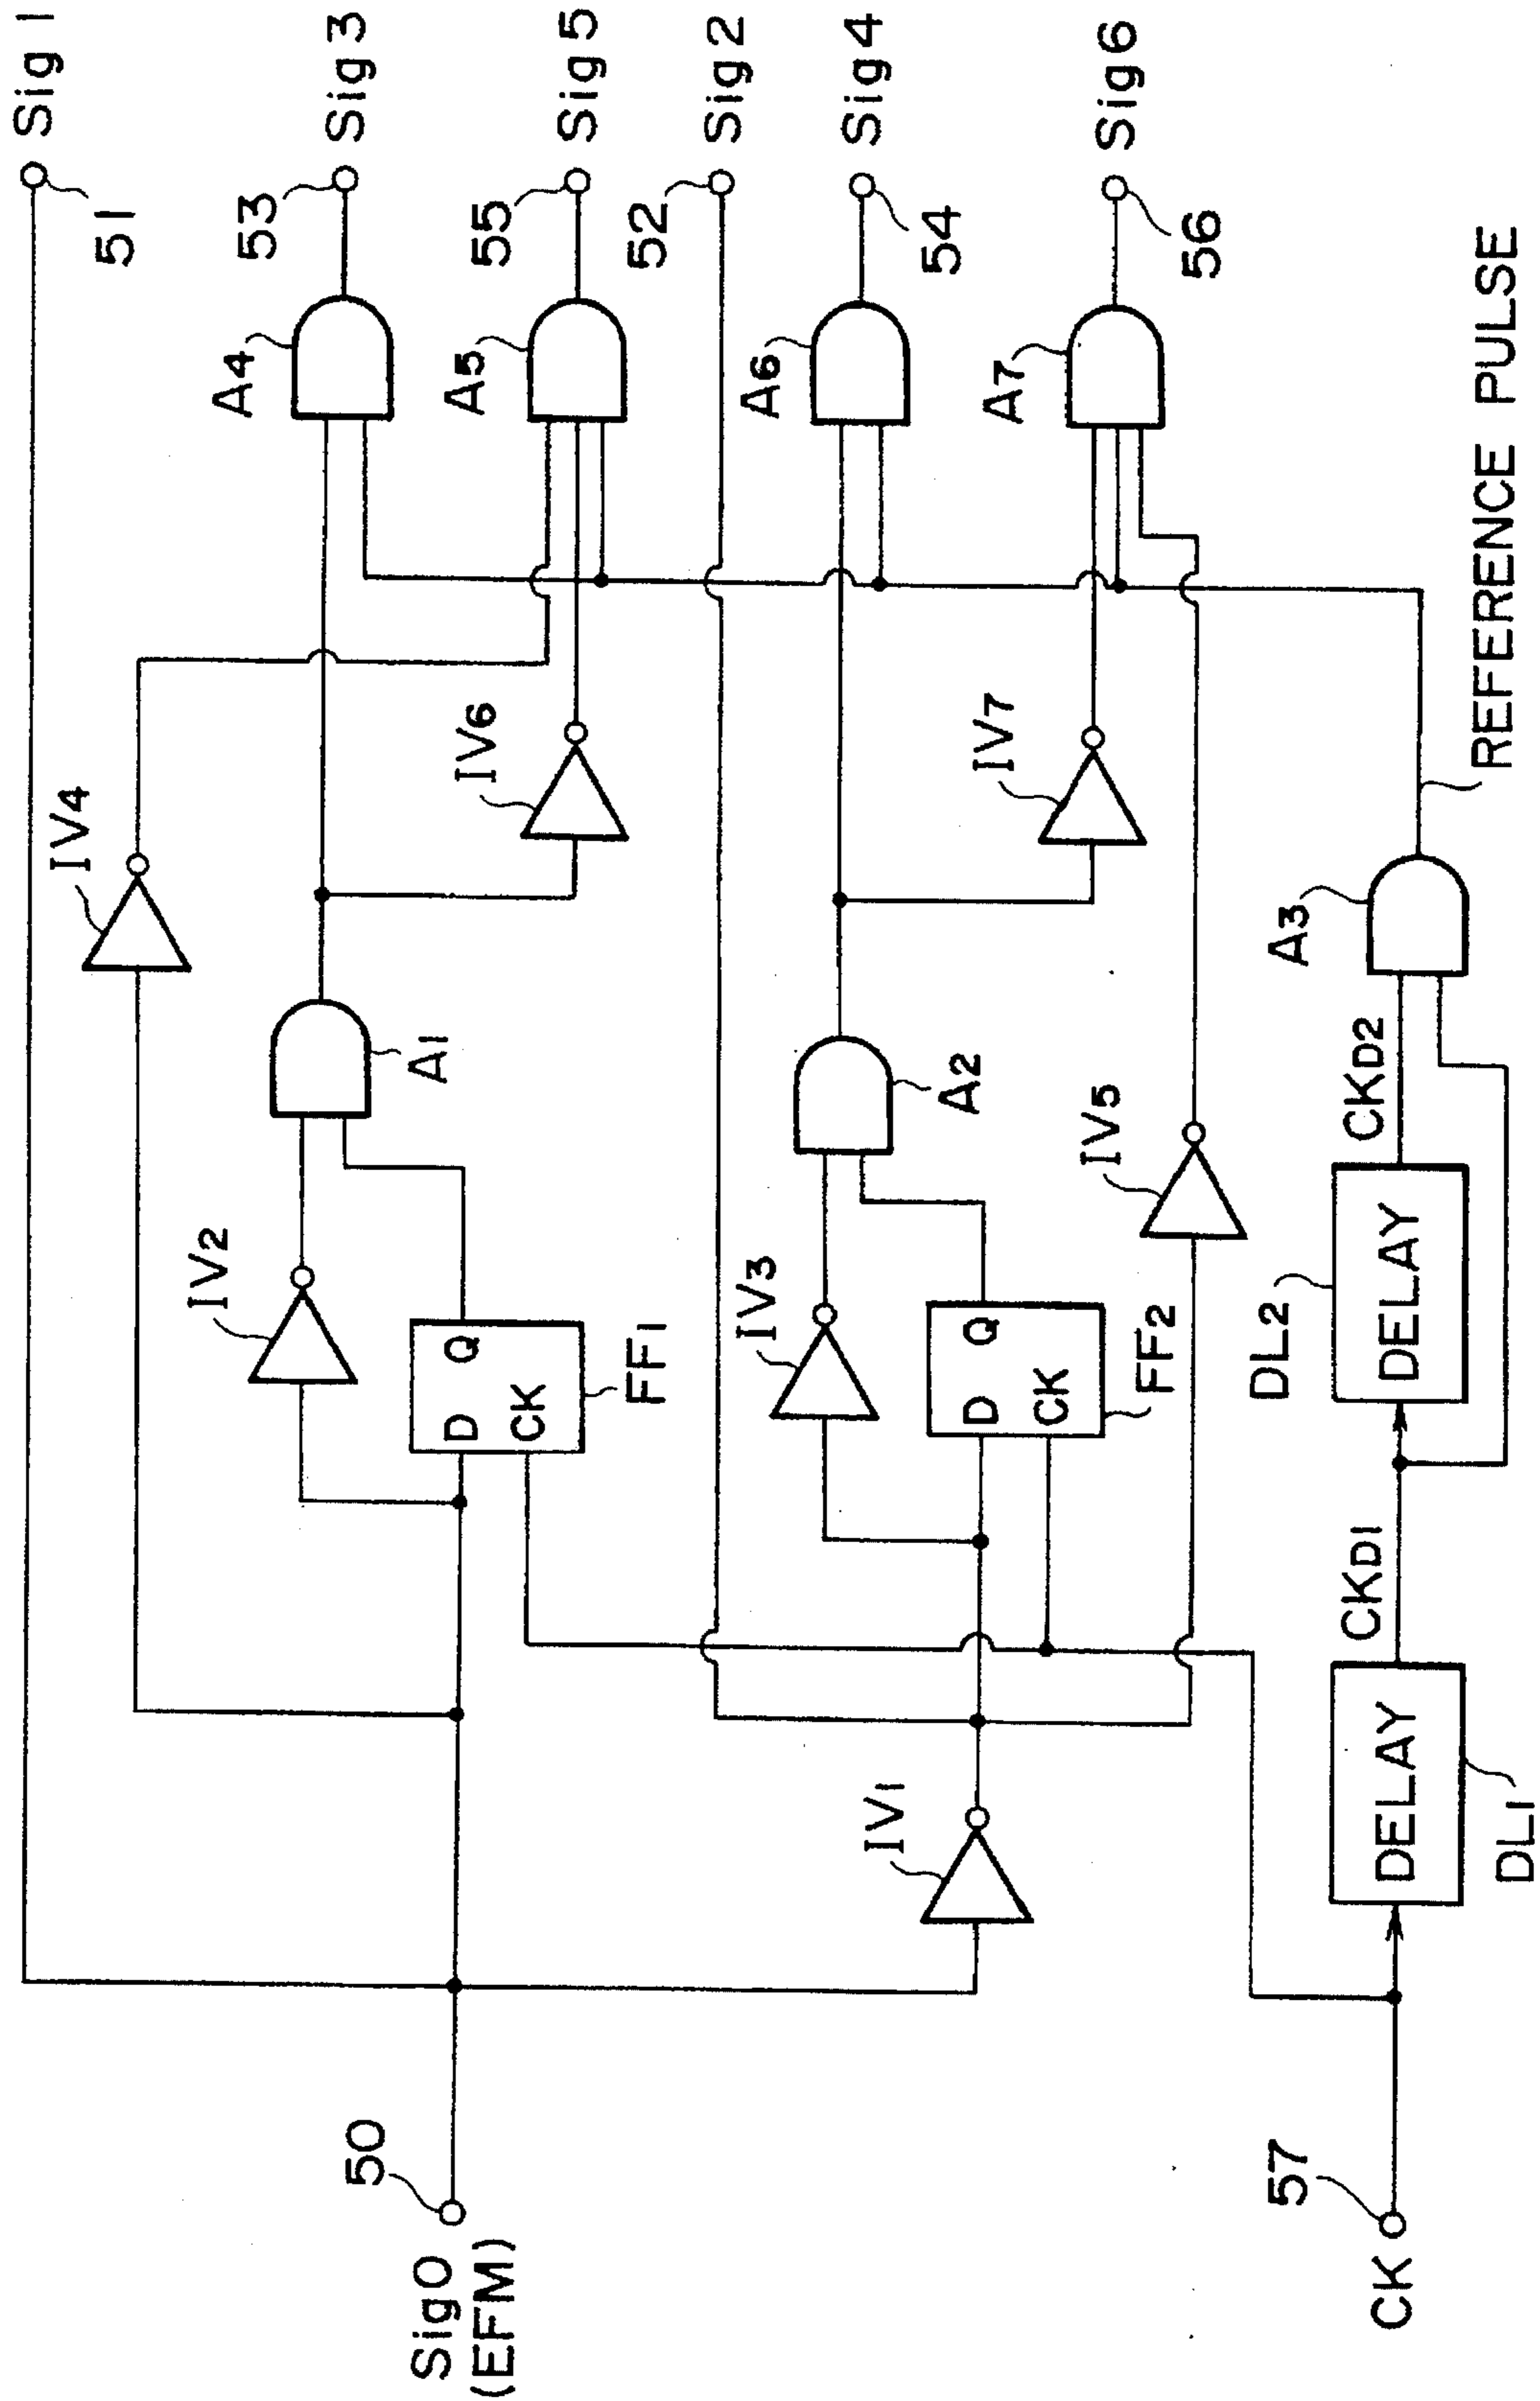 Sig 1
51
Sig 3
53
A4
Sig 5
55
A5
IV4
IV6
A1
IV2
D Q
CK
FF1
Sig 2
52
Sig 4
54
A6
A2
IV3
D Q
CK
FF2
Sig 6
56
A7
IV7
IV5
IV1
50
Sig0
(EFM)
REFERENCE PULSE
A3
CKD2
DL2
DELAY
CKD1
DELAY
DL1
57
CK